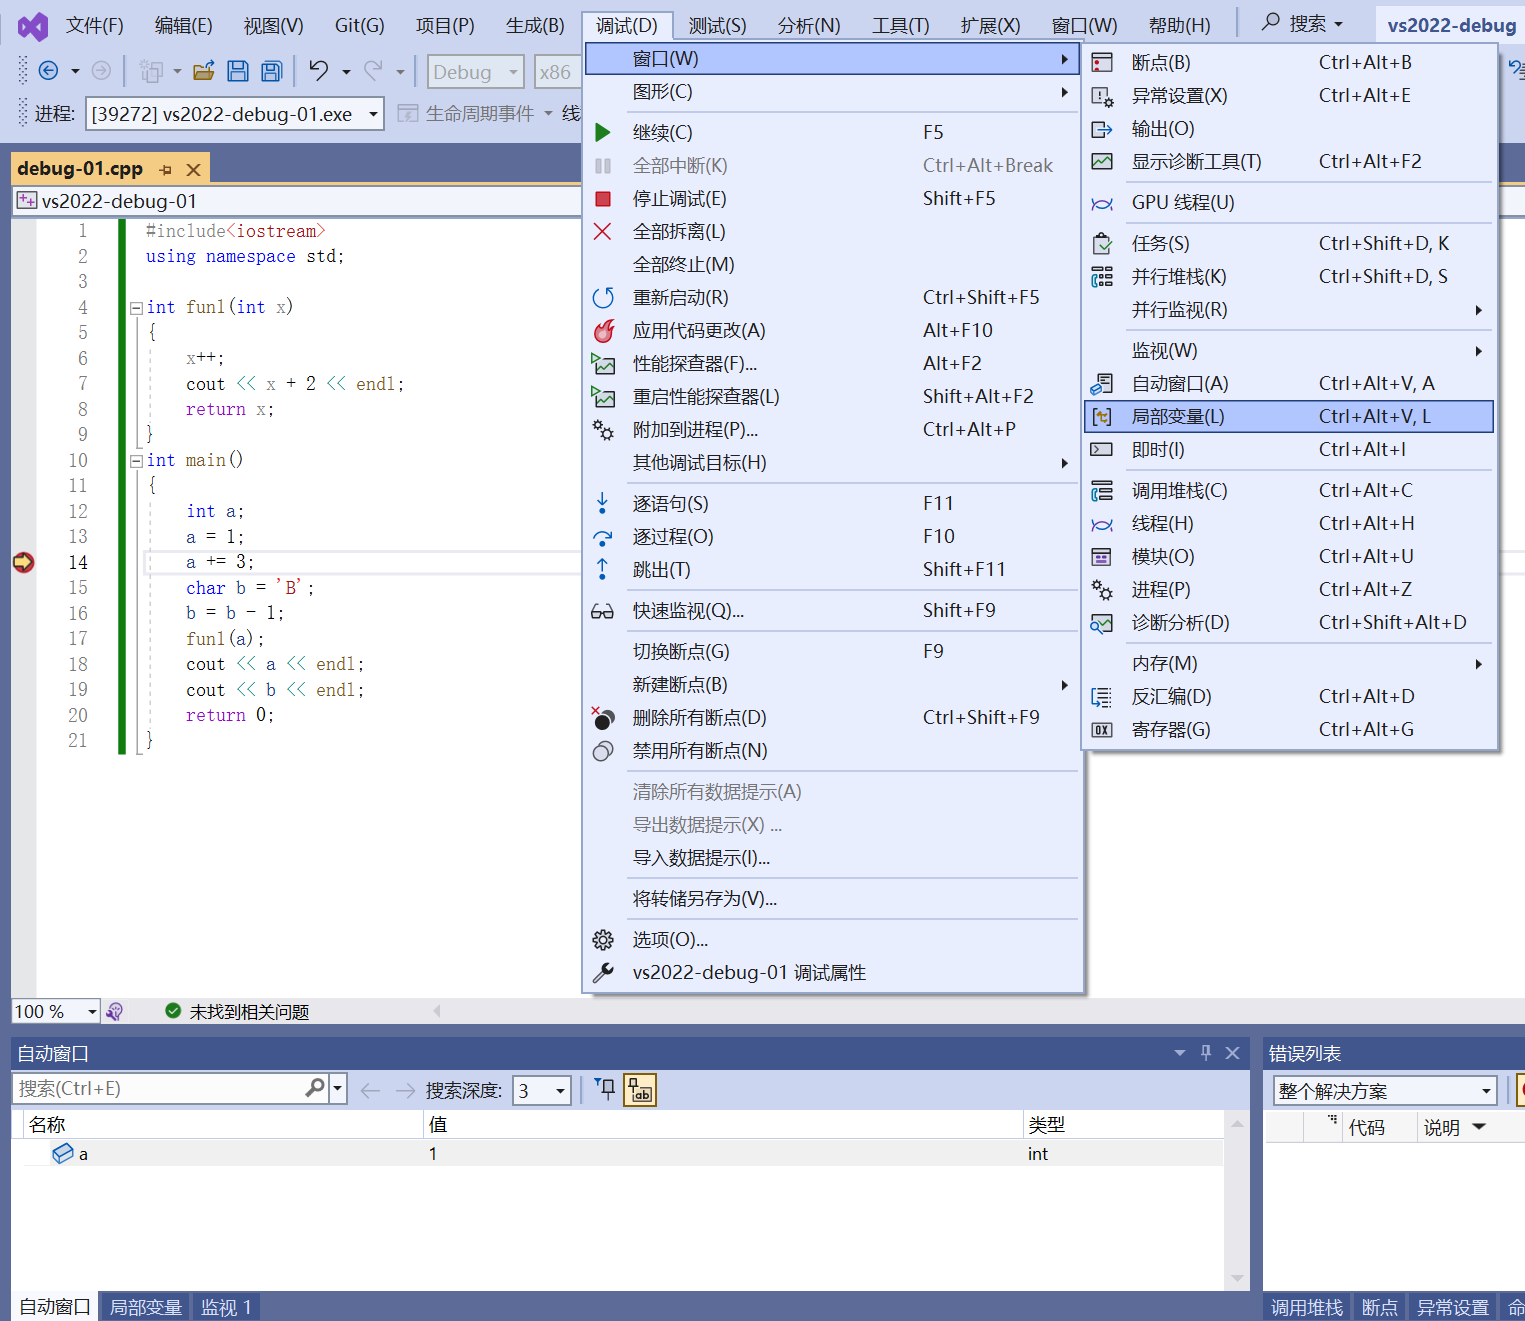 文件(F) 编辑(E) 视图(V) Git(G) 项目(P) 生成(B) 调试(D) 测试(S) 分析(N) 工具(T) 扩展(X) 窗口(W) 帮助(H) 搜索 vs2022-debug
Debug x86
进程: [39272] vs2022-debug-01.exe 生命周期事件 线
debug-01.cpp
vs2022-debug-01
1 #include<iostream>
2 using namespace std;
3
4 int fun1(int x)
5 {
6 x++;
7 cout << x + 2 << endl;
8 return x;
9 }
10 int main()
11 {
12 int a;
13 a = 1;
14 a += 3;
15 char b = 'B';
16 b = b - 1;
17 fun1(a);
18 cout << a << endl;
19 cout << b << endl;
20 return 0;
21 }
窗口(W)
图形(C)
继续(C) F5
全部中断(K) Ctrl+Alt+Break
停止调试(E) Shift+F5
全部拆离(L)
全部终止(M)
重新启动(R) Ctrl+Shift+F5
应用代码更改(A) Alt+F10
性能探查器(F)... Alt+F2
重启性能探查器(L) Shift+Alt+F2
附加到进程(P)... Ctrl+Alt+P
其他调试目标(H)
逐语句(S) F11
逐过程(O) F10
跳出(T) Shift+F11
快速监视(Q)... Shift+F9
切换断点(G) F9
新建断点(B)
删除所有断点(D) Ctrl+Shift+F9
禁用所有断点(N)
清除所有数据提示(A)
导出数据提示(X) ...
导入数据提示(I)...
将转储另存为(V)...
选项(O)...
vs2022-debug-01 调试属性
断点(B) Ctrl+Alt+B
异常设置(X) Ctrl+Alt+E
输出(O)
显示诊断工具(T) Ctrl+Alt+F2
GPU 线程(U)
任务(S) Ctrl+Shift+D, K
并行堆栈(K) Ctrl+Shift+D, S
并行监视(R)
监视(W)
自动窗口(A) Ctrl+Alt+V, A
局部变量(L) Ctrl+Alt+V, L
即时(I) Ctrl+Alt+I
调用堆栈(C) Ctrl+Alt+C
线程(H) Ctrl+Alt+H
模块(O) Ctrl+Alt+U
进程(P) Ctrl+Alt+Z
诊断分析(D) Ctrl+Shift+Alt+D
内存(M)
反汇编(D) Ctrl+Alt+D
寄存器(G) Ctrl+Alt+G
100 % 未找到相关问题
自动窗口
搜索(Ctrl+E) 搜索深度: 3
名称 值 类型
a 1 int
自动窗口 局部变量 监视 1
错误列表
整个解决方案
代码 说明
调用堆栈 断点 异常设置 命